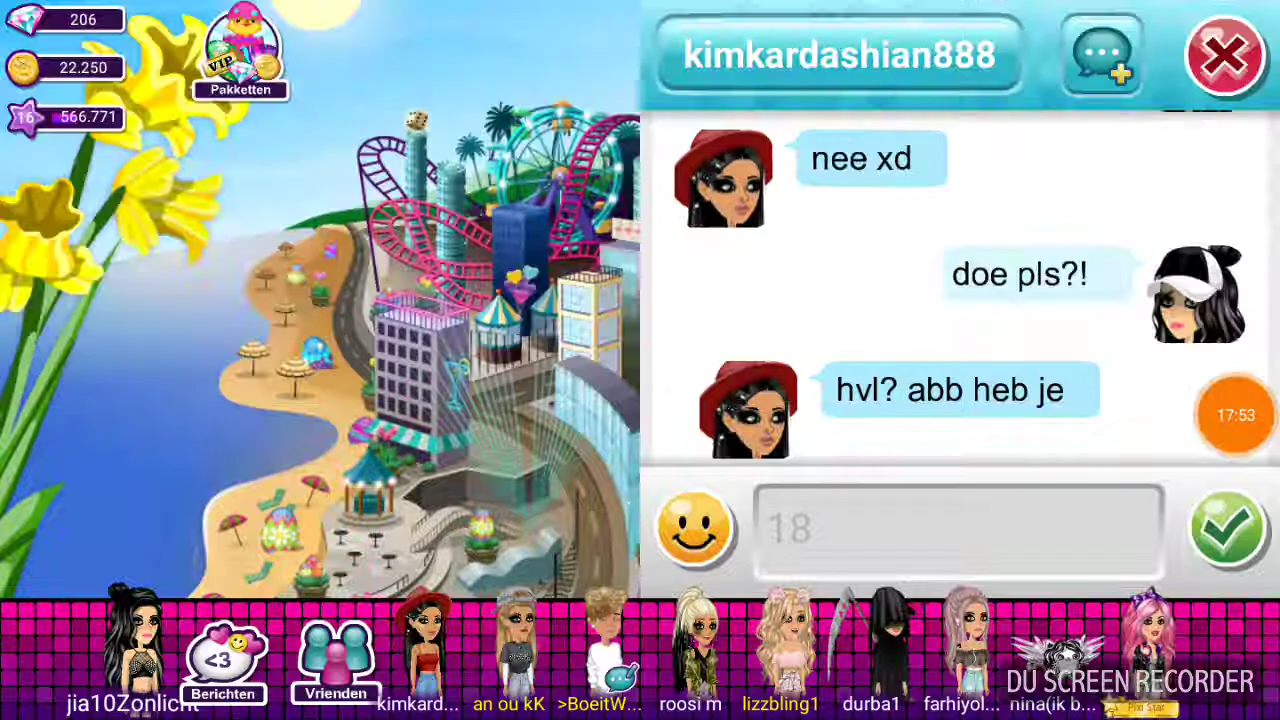 206
22.250
16 566.771
VIP
Pakketten
kimkardashian888
nee xd
doe pls?!
hvl? abb heb je
17:53
18
<3
Berichten
Vrienden
jia10Zonlicht
kimkard...
an ou kK
>BoeitW...
roosi m
lizzbling1
durba1
farhiyol...
nina(ik b...
Pixi Star
DU SCREEN RECORDER